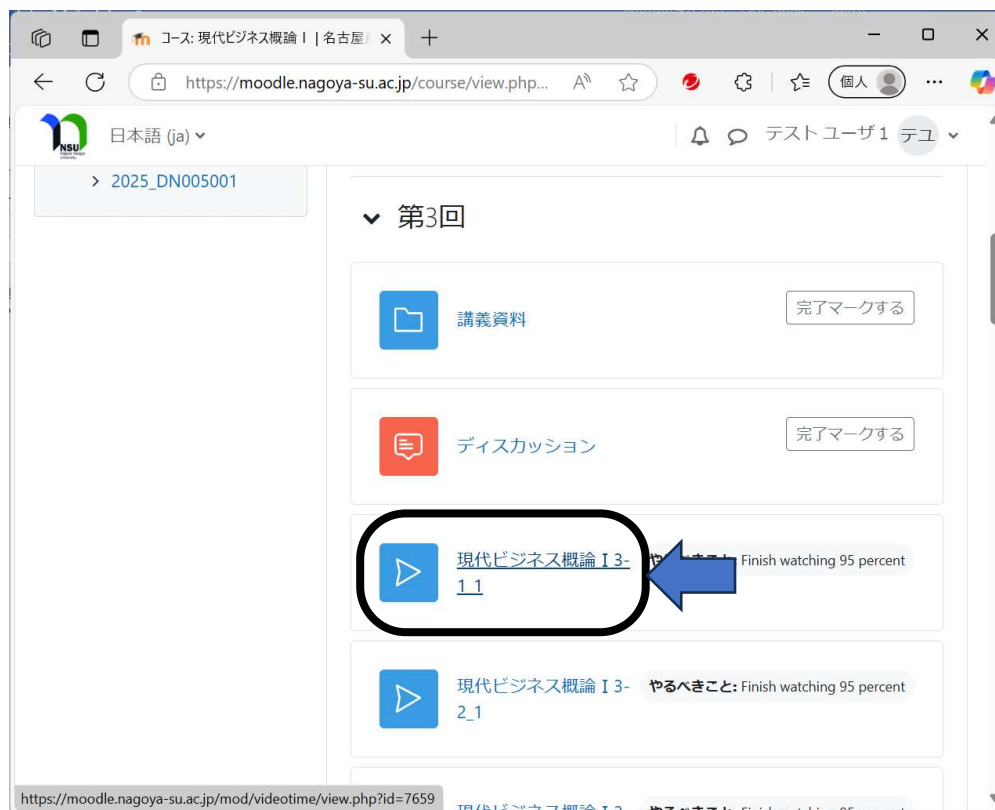 コース: 現代ビジネス概論Ⅰ | 名古屋
https://moodle.nagoya-su.ac.jp/course/view.php...
個人
NSU
日本語 (ja)
テスト ユーザ 1
テユ
2025_DN005001
第3回
講義資料
完了マークする
ディスカッション
完了マークする
現代ビジネス概論Ⅰ3-
1_1
Finish watching 95 percent
現代ビジネス概論Ⅰ3-
2_1
やるべきこと: Finish watching 95 percent
https://moodle.nagoya-su.ac.jp/mod/videotime/view.php?id=7659